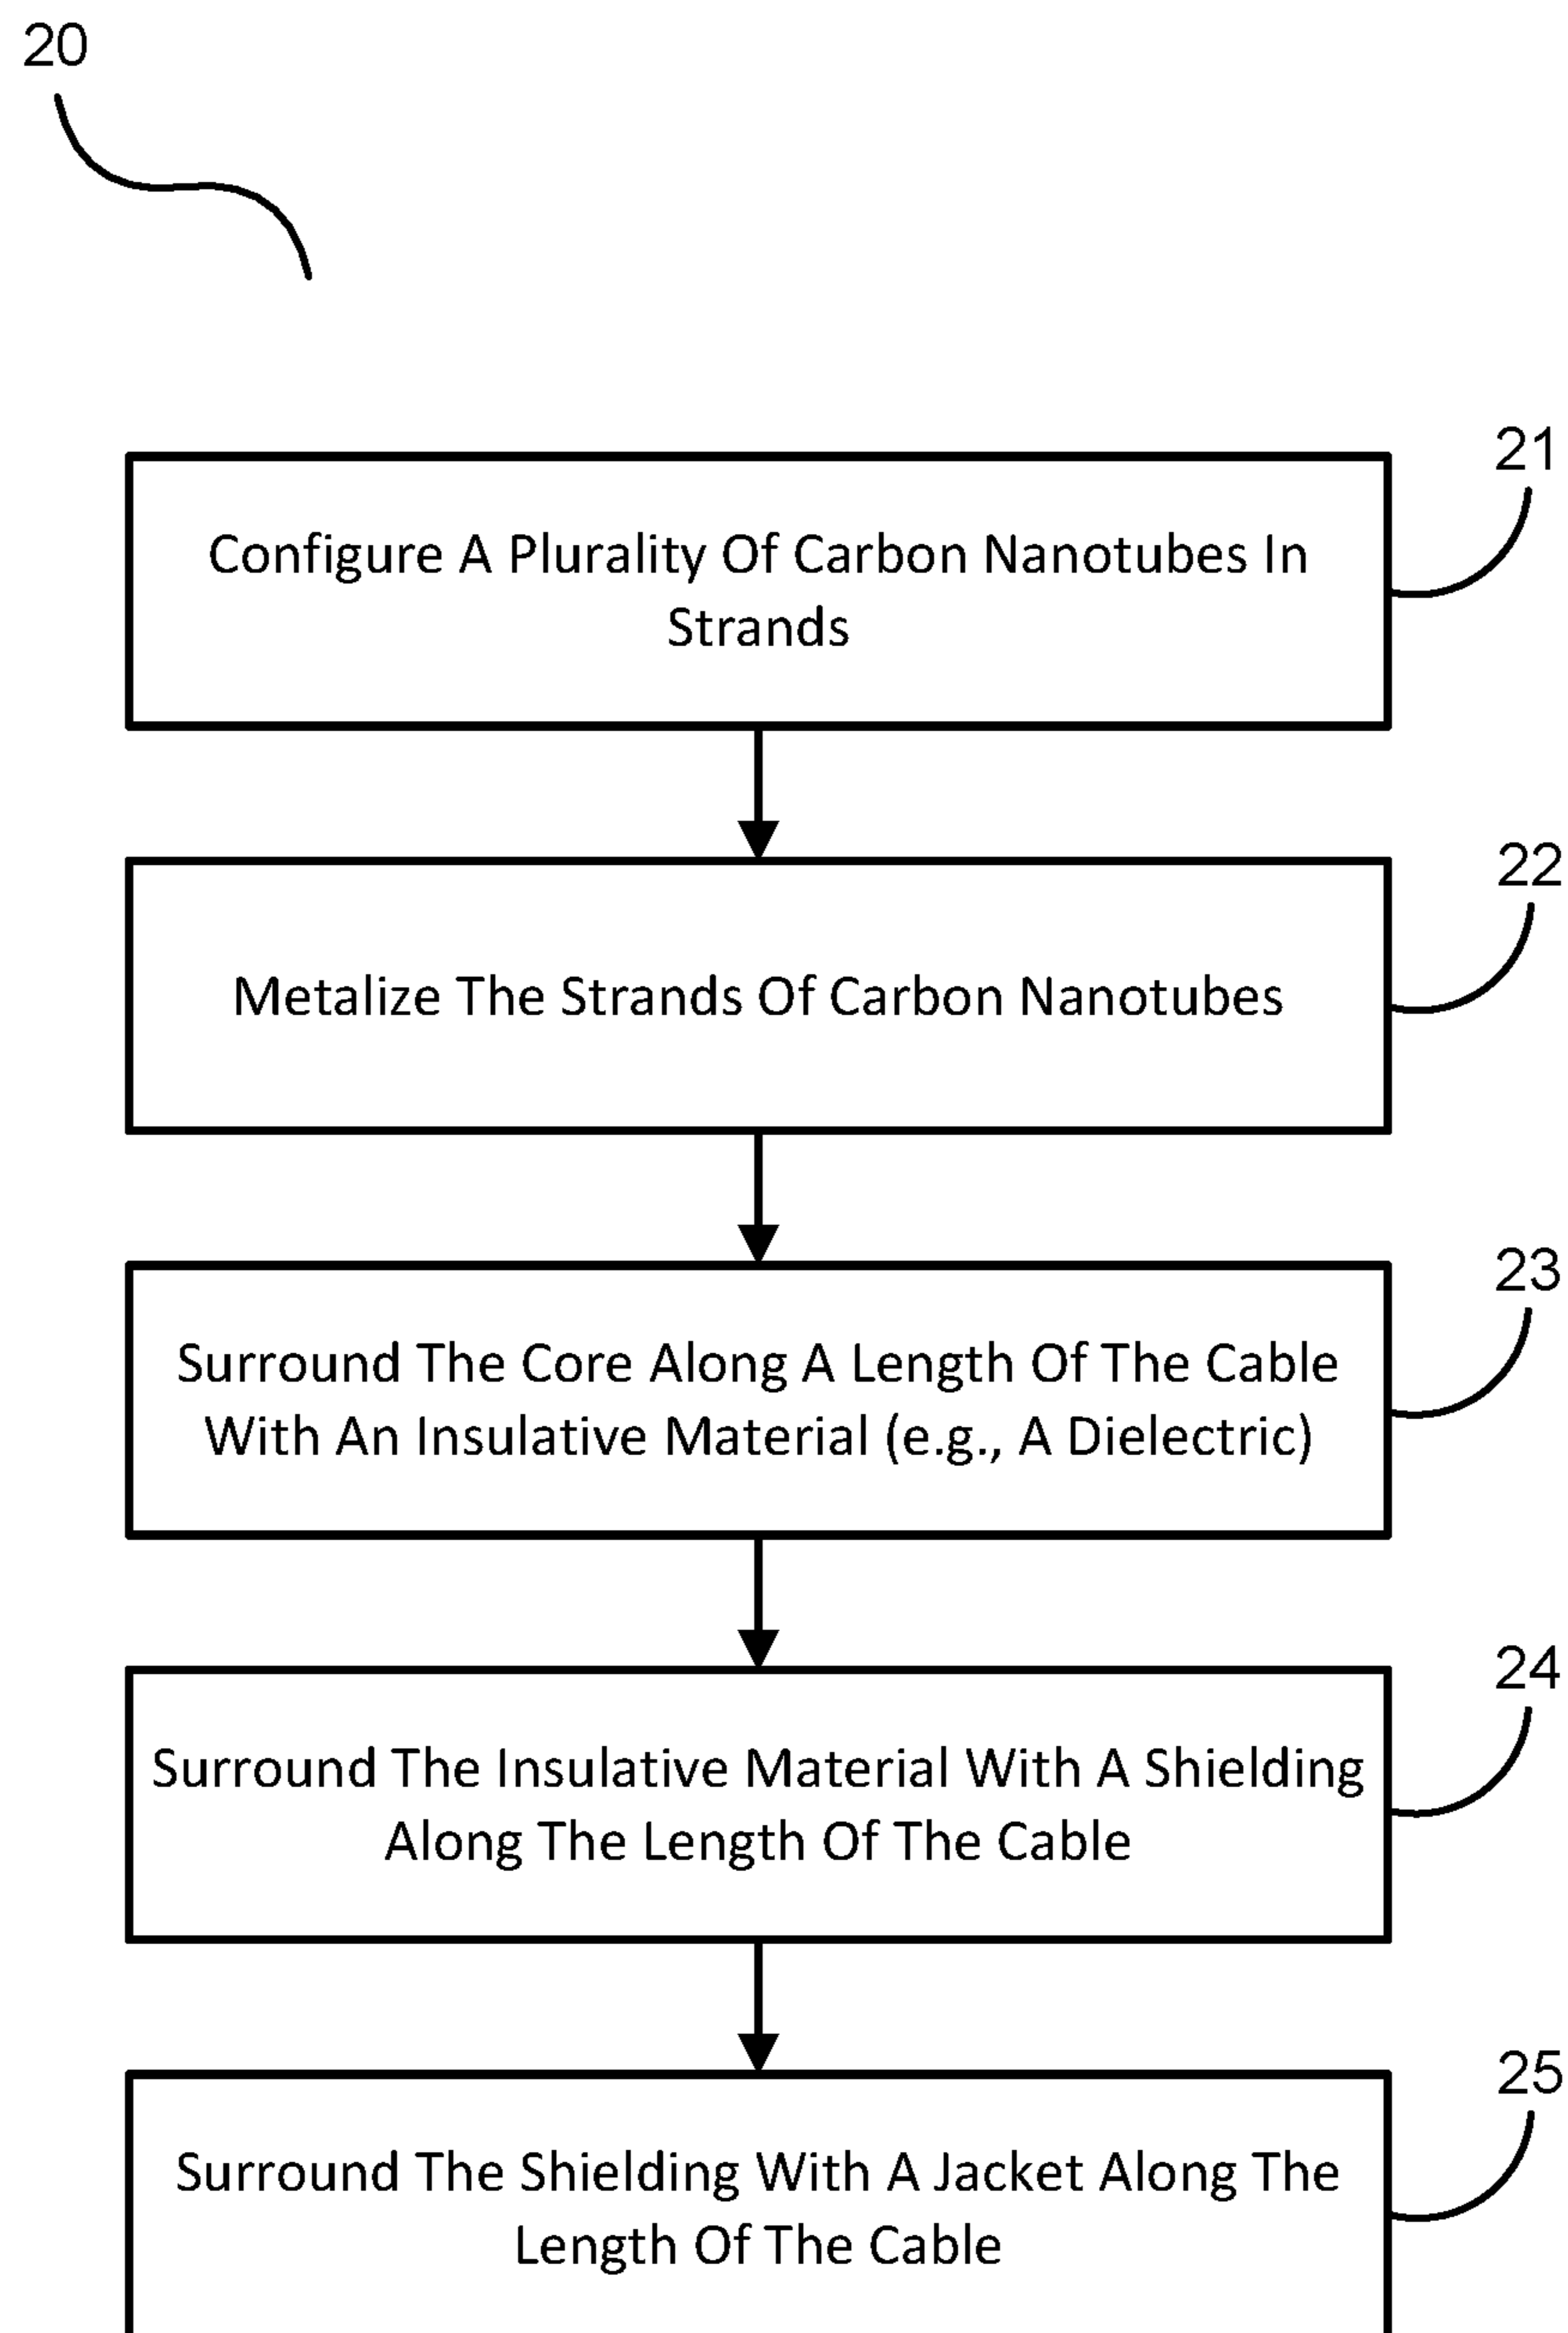 20
21
Configure A Plurality Of Carbon Nanotubes In
Strands
22
Metalize The Strands Of Carbon Nanotubes
23
Surround The Core Along A Length Of The Cable
With An Insulative Material (e.g., A Dielectric)
24
Surround The Insulative Material With A Shielding
Along The Length Of The Cable
25
Surround The Shielding With A Jacket Along The
Length Of The Cable